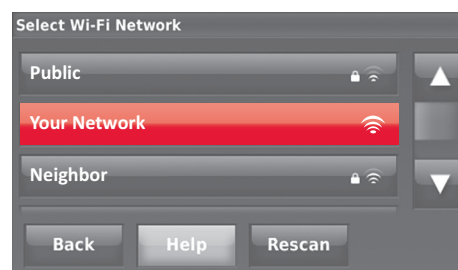 Select Wi-Fi Network
Public
Your Network
Neighbor
Back Help Rescan